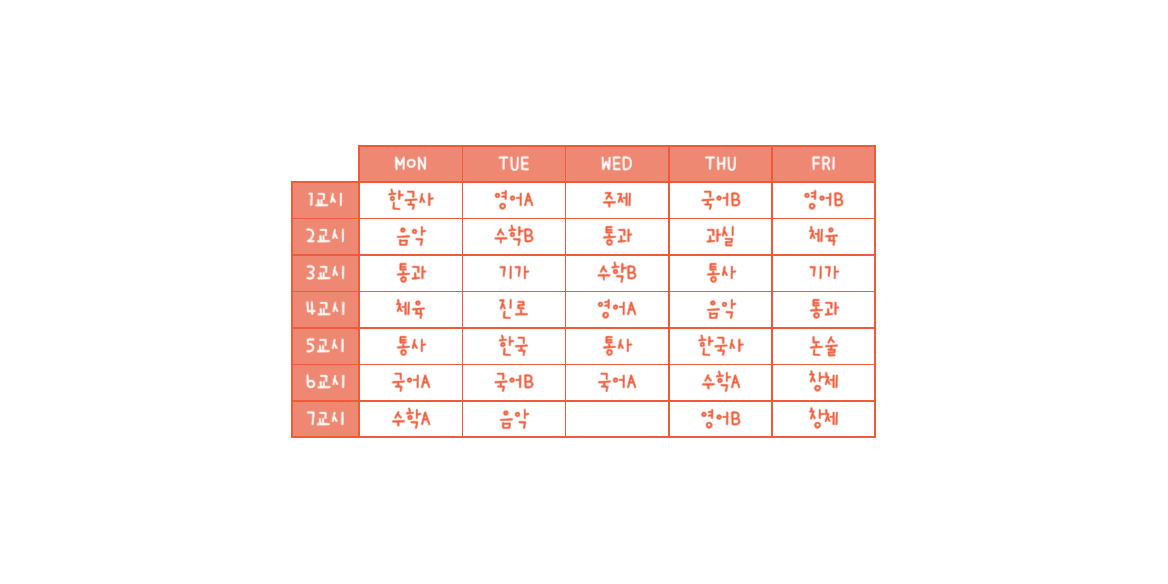 MON TUE WED THU FRI
1교시 한국사 영어A 주제 국어B 영어B
2교시 음악 수학B 통과 과실 체육
3교시 통과 기가 수학B 통사 기가
4교시 체육 진로 영어A 음악 통과
5교시 통사 한국 통사 한국사 논술
6교시 국어A 국어B 국어A 수학A 창체
7교시 수학A 음악 영어B 창체